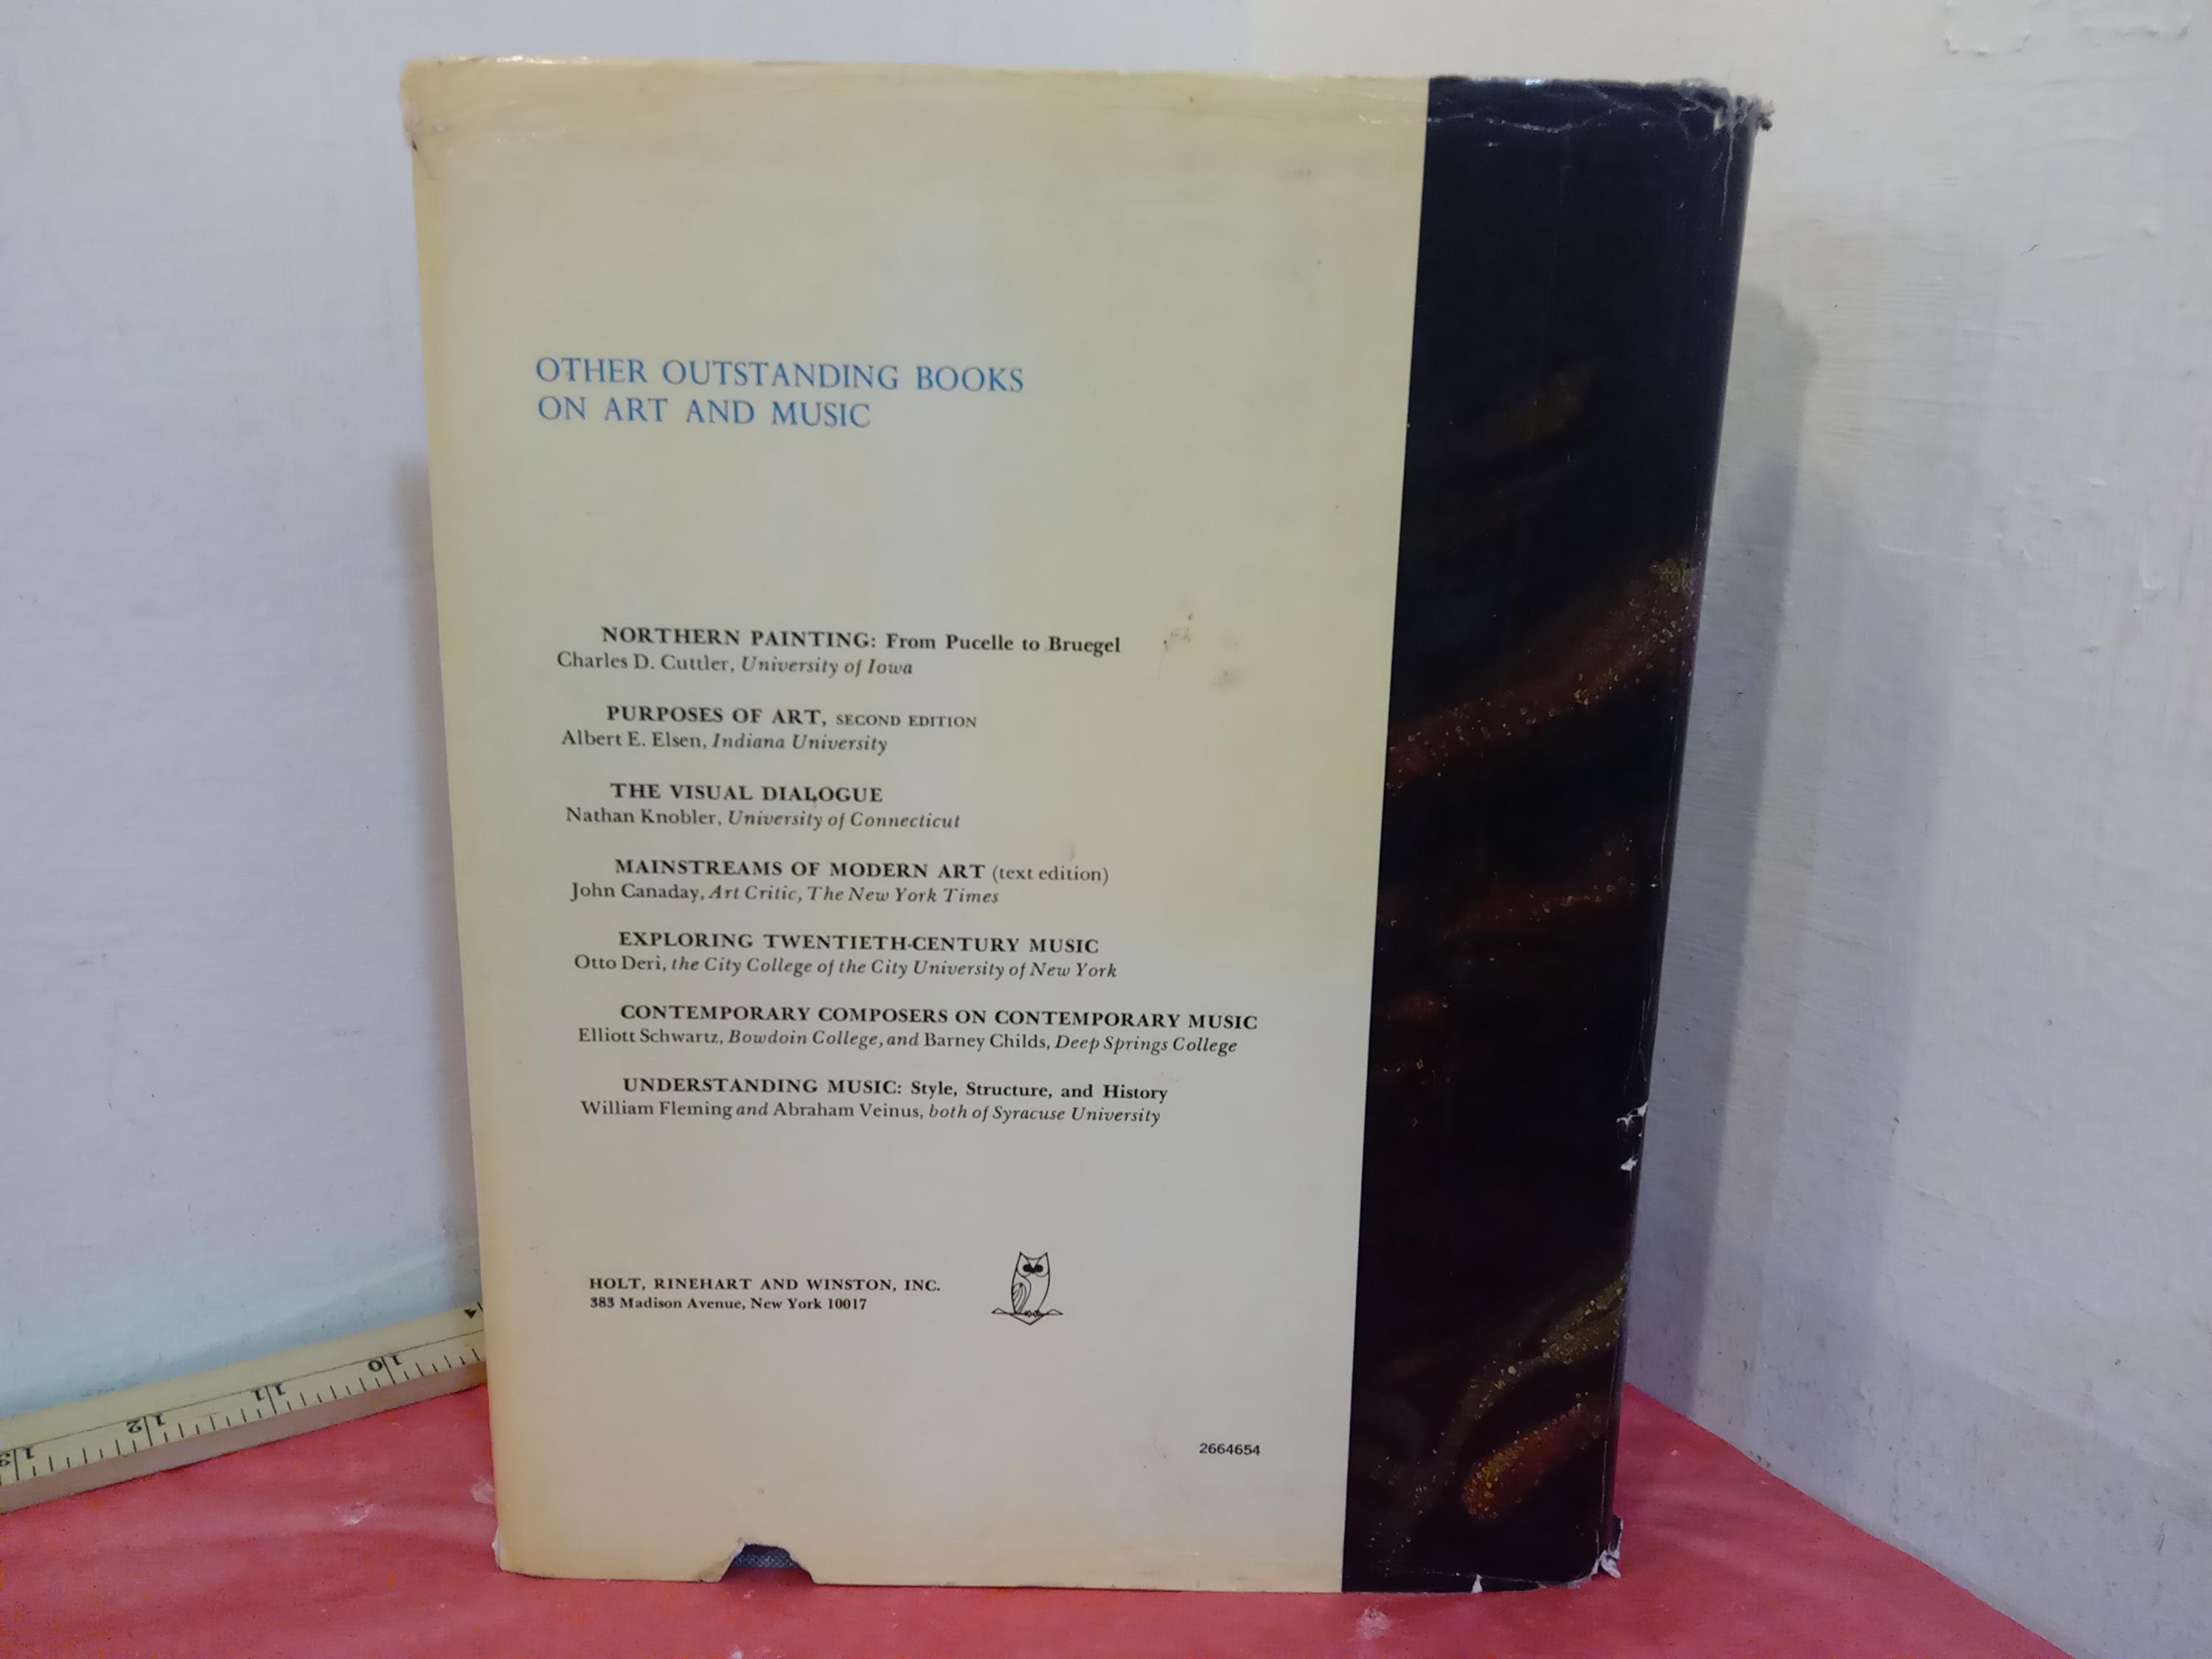 OTHER OUTSTANDING BOOKS
ON ART AND MUSIC
NORTHERN PAINTING: From Pucelle to Bruegel
Charles D. Cuttler, University of Iowa
PURPOSES OF ART, SECOND EDITION
Albert E. Elsen, Indiana University
THE VISUAL DIALOGUE
Nathan Knobler, University of Connecticut
MAINSTREAMS OF MODERN ART (text edition)
John Canaday, Art Critic, The New York Times
EXPLORING TWENTIETH-CENTURY MUSIC
Otto Deri, the City College of the City University of New York
CONTEMPORARY COMPOSERS ON CONTEMPORARY MUSIC
Elliott Schwartz, Bowdoin College, and Barney Childs, Deep Springs College
UNDERSTANDING MUSIC: Style, Structure, and History
William Fleming and Abraham Veinus, both of Syracuse University
HOLT, RINEHART AND WINSTON, INC.
383 Madison Avenue, New York 10017
2664654
10
11
12
13